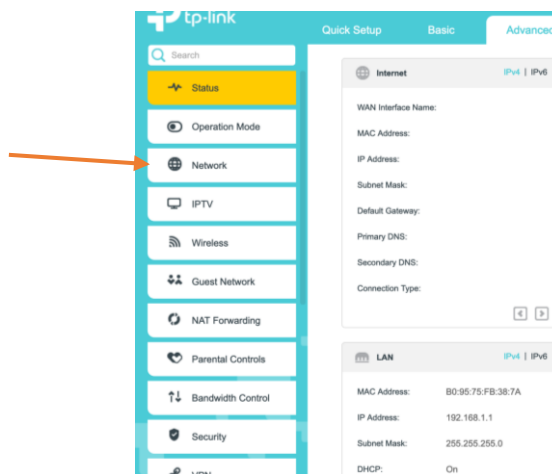 tp-link
Quick Setup Basic Advanced
Search
Status
Operation Mode
Network
IPTV
Wireless
Guest Network
NAT Forwarding
Parental Controls
Bandwidth Control
Security
VPN
Internet IPv4 | IPv6
WAN Interface Name:
MAC Address:
IP Address:
Subnet Mask:
Default Gateway:
Primary DNS:
Secondary DNS:
Connection Type:
LAN IPv4 | IPv6
MAC Address: B0:95:75:FB:38:7A
IP Address: 192.168.1.1
Subnet Mask: 255.255.255.0
DHCP: On